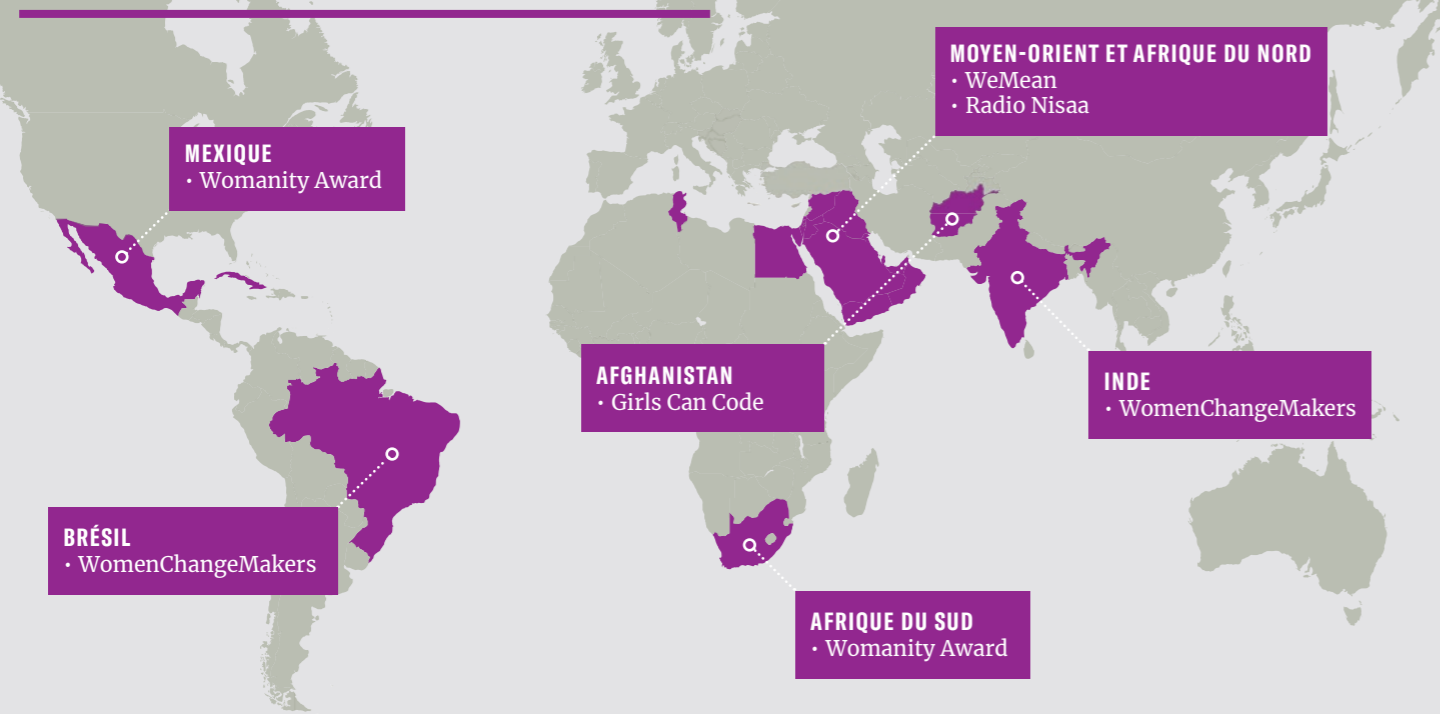 MOYEN-ORIENT ET AFRIQUE DU NORD
· WeMean
· Radio Nisaa
MEXIQUE
· Womanity Award
AFGHANISTAN
· Girls Can Code
INDE
· WomenChangeMakers
BRÉSIL
· WomenChangeMakers
AFRIQUE DU SUD
· Womanity Award